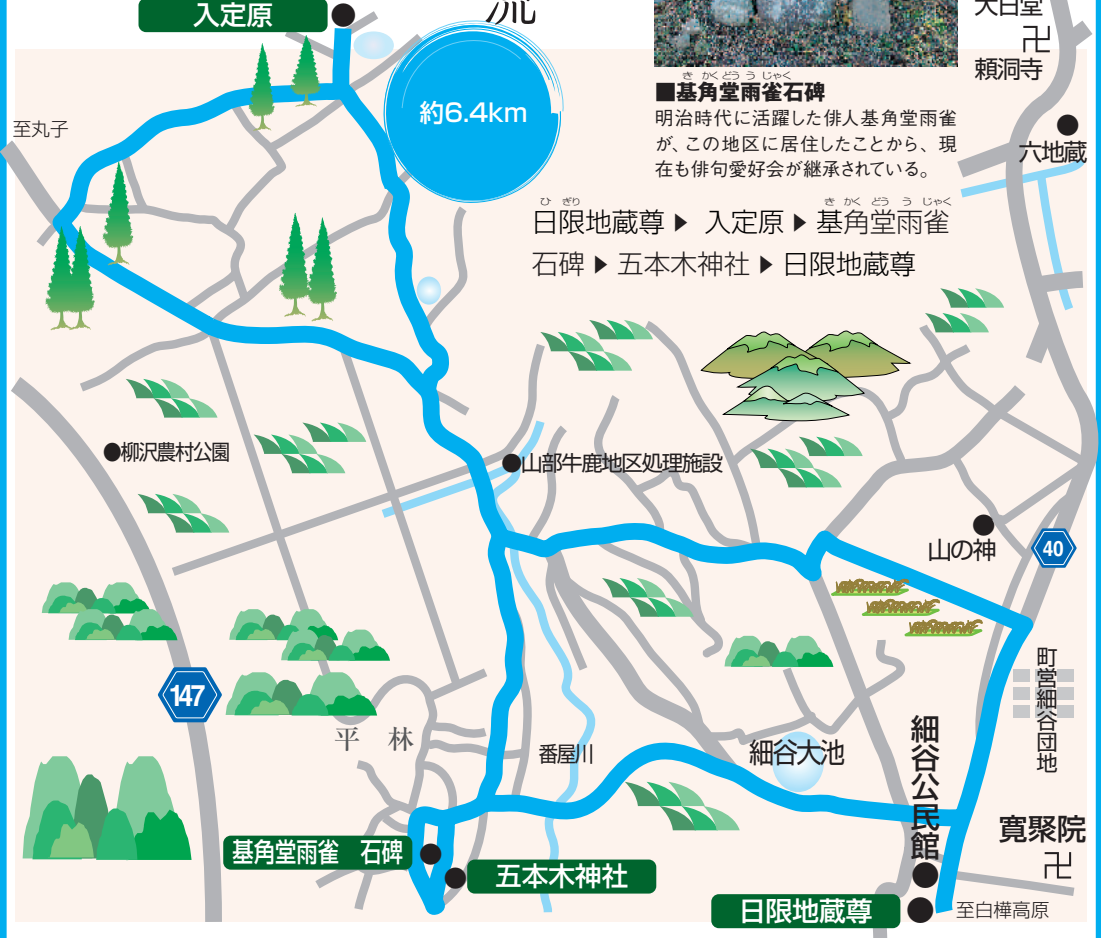 入定原
流
大日堂
卍
頼洞寺
約6.4km
きかくどううじゃく
■基角堂雨雀石碑
明治時代に活躍した俳人基角堂雨雀
が、この地区に居住したことから、現
在も俳句愛好会が継承されている。
至丸子
六地蔵
ひぎり きかくどううじゃく
日限地蔵尊▶ 入定原▶基角堂雨雀
石碑▶五本木神社▶日限地蔵尊
●柳沢農村公園
●山部牛鹿地区処理施設
山の神
40
147
町営細谷団地
平 林
番屋川
細谷大池
細谷公民館
寛聚院
卍
基角堂雨雀 石碑
五本木神社
日限地蔵尊
至白樺高原